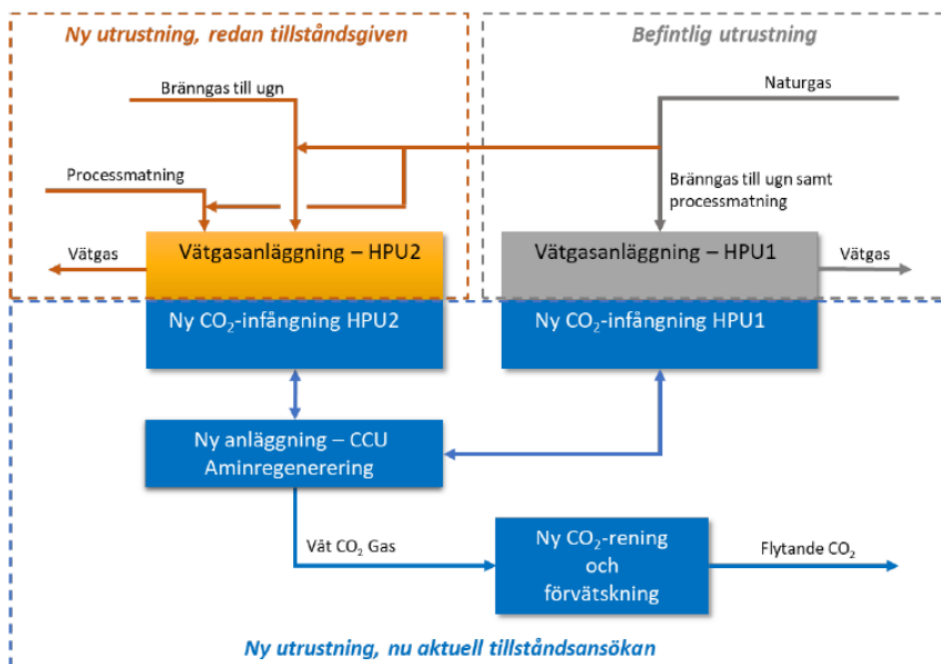 Ny utrustning, redan tillståndsgiven
Befintlig utrustning
Bränngas till ugn
Naturgas
Processmatning
Bränngas till ugn samt
processmatning
Vätgas
Vätgasanläggning – HPU2
Vätgasanläggning – HPU1
Vätgas
Ny CO₂-infångning HPU2
Ny CO₂-infångning HPU1
Ny anläggning – CCU
Aminregenerering
Våt CO₂ Gas
Ny CO₂-rening
och
förvätskning
Flytande CO₂
Ny utrustning, nu aktuell tillståndsansökan